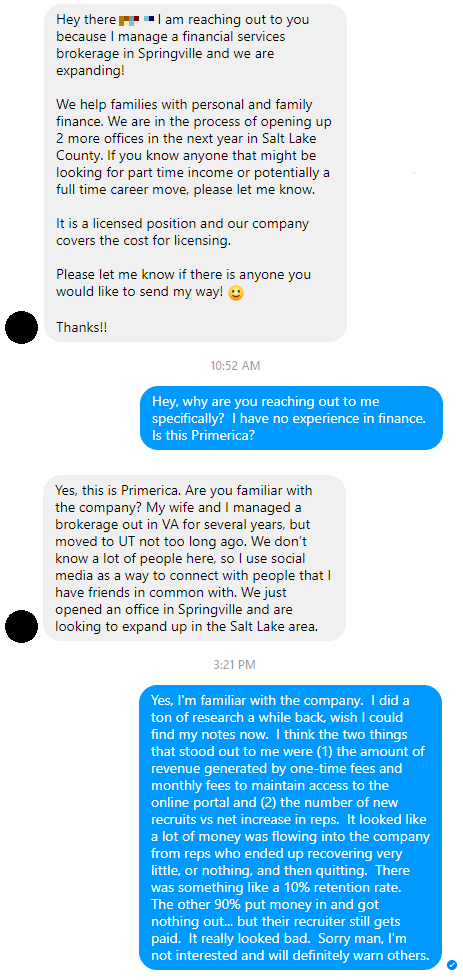 Hey there I am reaching out to you
because I manage a financial services
brokerage in Springville and we are
expanding!
We help families with personal and family
finance. We are in the process of opening up
2 more offices in the next year in Salt Lake
County. If you know anyone that might be
looking for part time income or potentially a
full time career move, please let me know.
It is a licensed position and our company
covers the cost for licensing.
Please let me know if there is anyone you
would like to send my way! 🙂
Thanks!!
10:52 AM
Hey, why are you reaching out to me
specifically? I have no experience in finance.
Is this Primerica?
Yes, this is Primerica. Are you familiar with
the company? My wife and I managed a
brokerage out in VA for several years, but
moved to UT not too long ago. We don't
know a lot of people here, so I use social
media as a way to connect with people that I
have friends in common with. We just
opened an office in Springville and are
looking to expand up in the Salt Lake area.
3:21 PM
Yes, I'm familiar with the company. I did a
ton of research a while back, wish I could
find my notes now. I think the two things
that stood out to me were (1) the amount of
revenue generated by one-time fees and
monthly fees to maintain access to the
online portal and (2) the number of new
recruits vs net increase in reps. It looked like
a lot of money was flowing into the company
from reps who ended up recovering very
little, or nothing, and then quitting. There
was something like a 10% retention rate.
The other 90% put money in and got
nothing out... but their recruiter still gets
paid. It really looked bad. Sorry man, I'm
not interested and will definitely warn others.